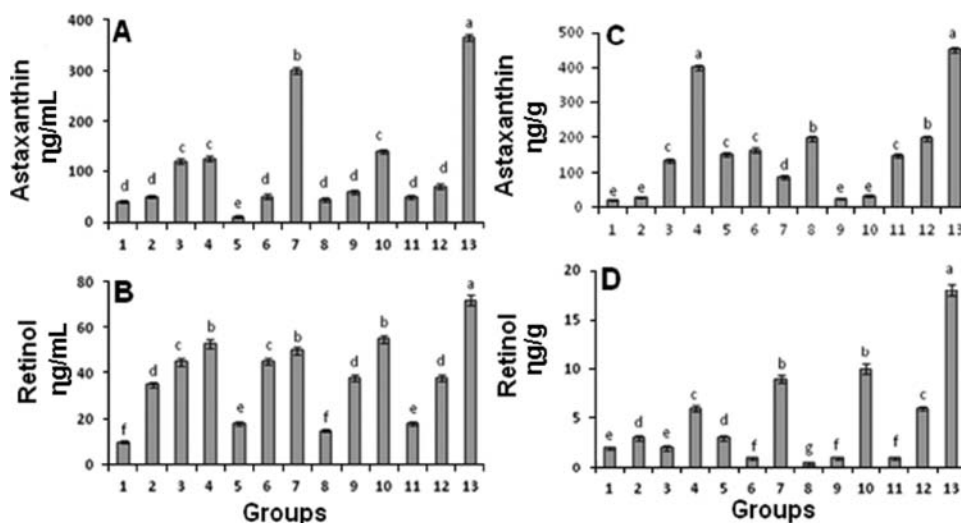 A
Astaxanthin
ηg/mL
400
300
200
100
0
d d c c e d b d d c d d a
1 2 3 4 5 6 7 8 9 10 11 12 13
C
Astaxanthin
ηg/g
500
400
300
200
100
0
e e c a c c d b e e c b a
1 2 3 4 5 6 7 8 9 10 11 12 13
B
Retinol
ηg/mL
80
60
40
20
0
f d c b e c b f d b e d a
1 2 3 4 5 6 7 8 9 10 11 12 13
Groups
D
Retinol
ηg/g
20
15
10
5
0
e d e c d f b g f b f c a
1 2 3 4 5 6 7 8 9 10 11 12 13
Groups